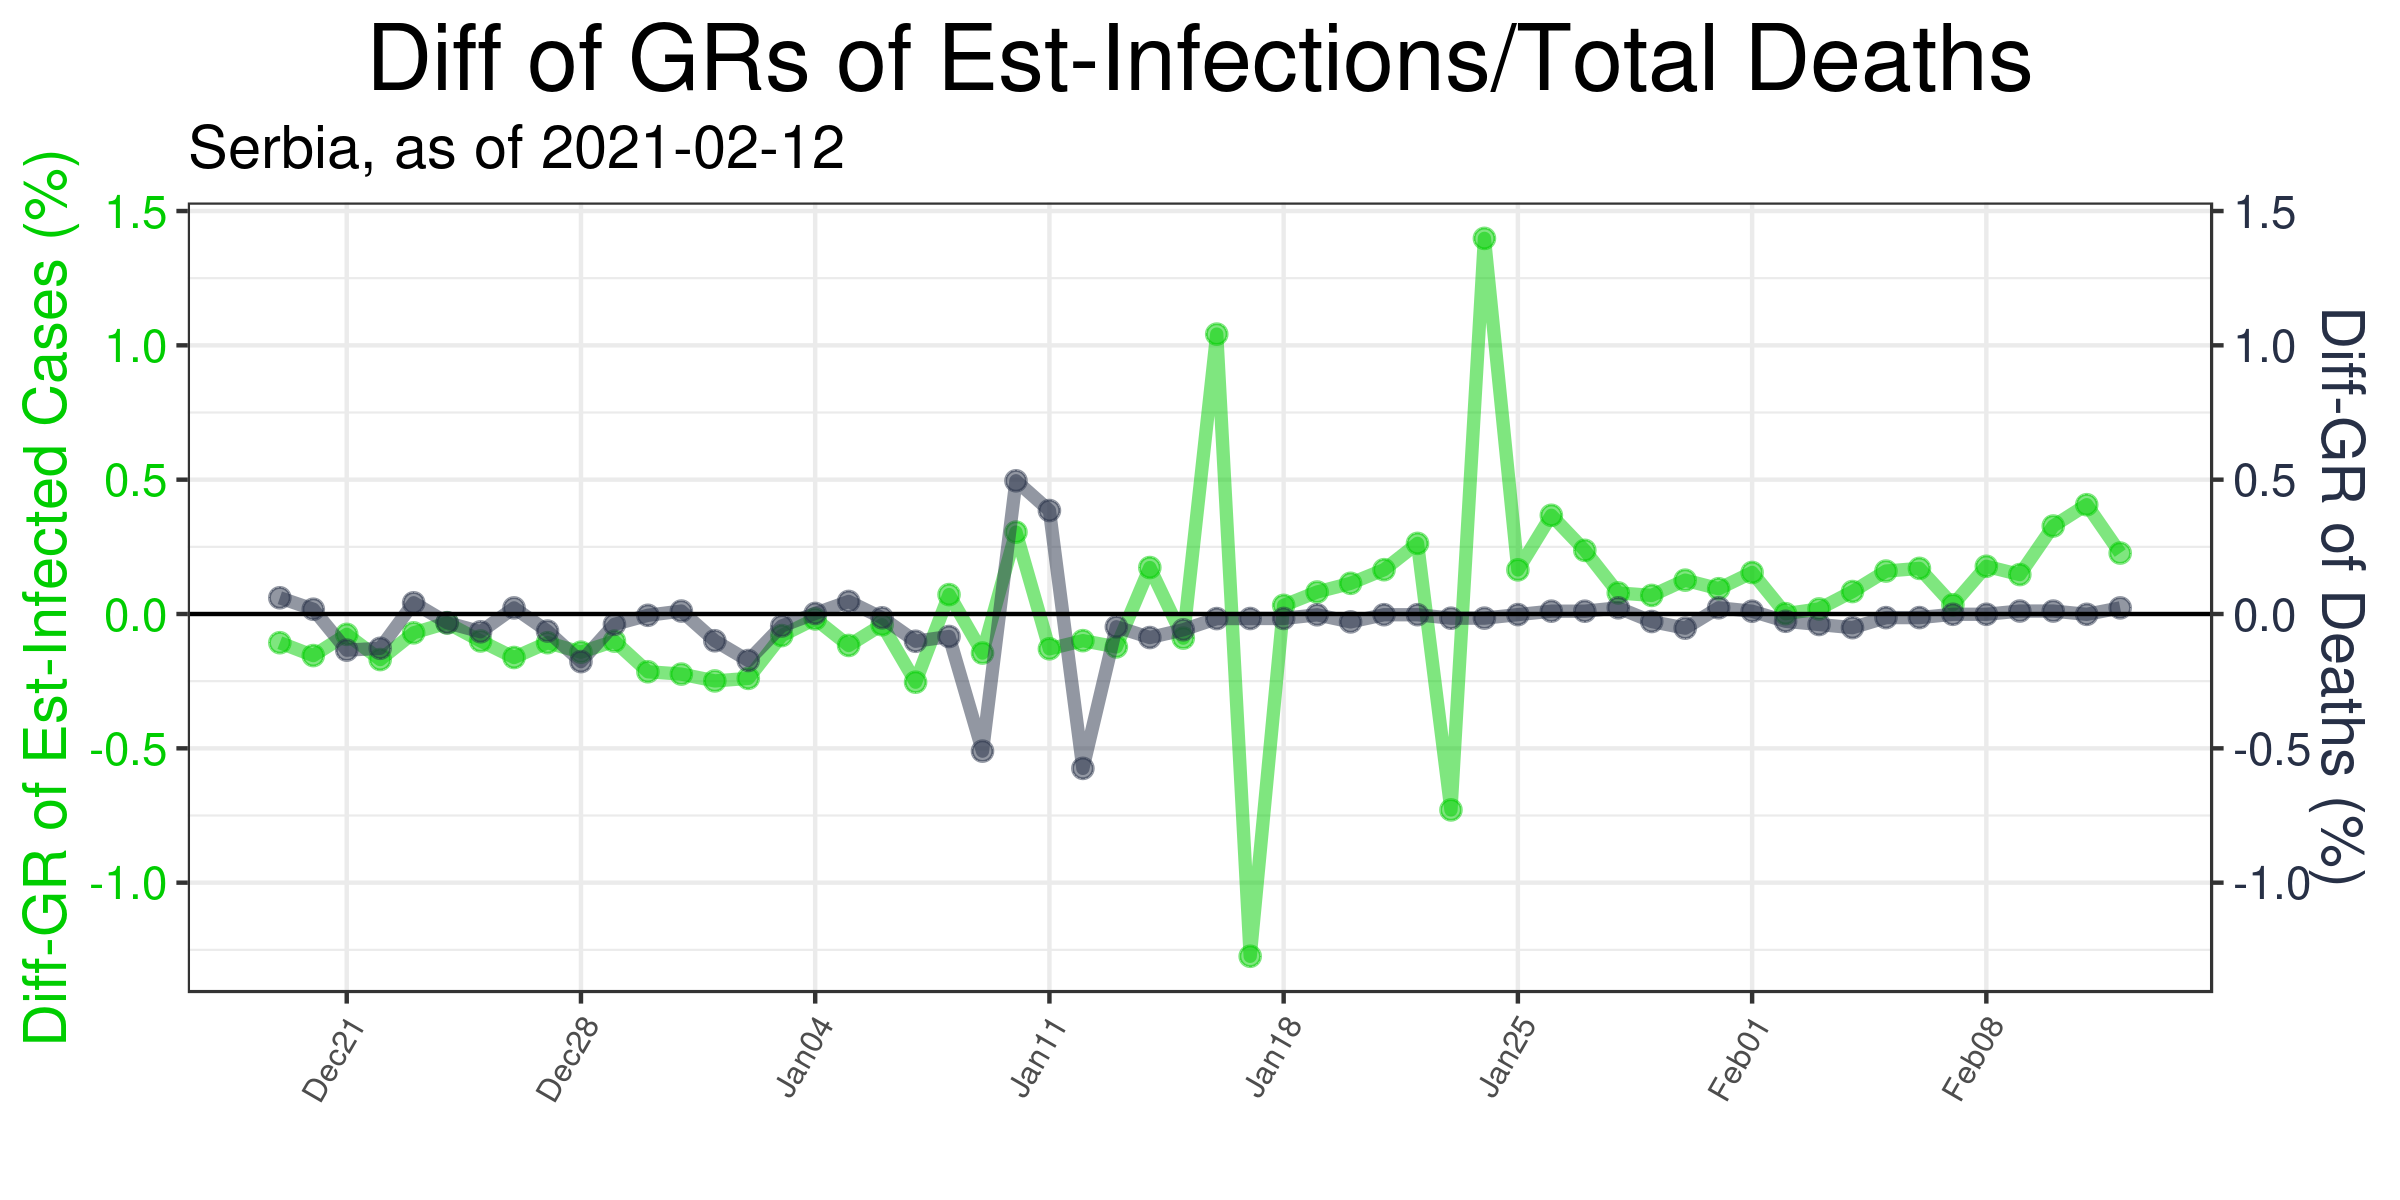 Diff of GRs of Est-Infections/Total Deaths
Serbia, as of 2021-02-12
Diff-GR of Est-Infected Cases (%)
1.5
1.0
0.5
0.0
-0.5
-1.0
1.5
1.0
0.5
0.0
-0.5
-1.0
Diff-GR of Deaths (%)
Dec21
Dec28
Jan04
Jan11
Jan18
Jan25
Feb01
Feb08